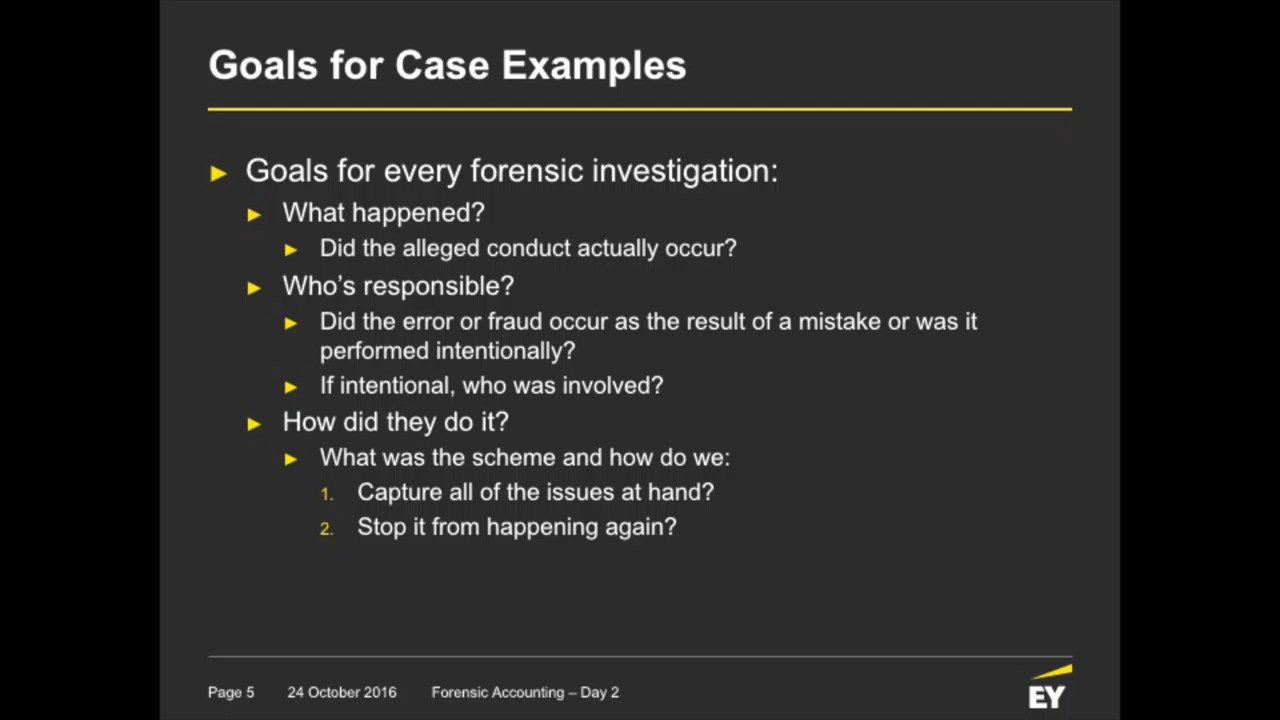 Goals for Case Examples
► Goals for every forensic investigation:
► What happened?
► Did the alleged conduct actually occur?
► Who’s responsible?
► Did the error or fraud occur as the result of a mistake or was it
performed intentionally?
► If intentional, who was involved?
► How did they do it?
► What was the scheme and how do we:
1. Capture all of the issues at hand?
2. Stop it from happening again?
Page 5 24 October 2016 Forensic Accounting – Day 2
EY